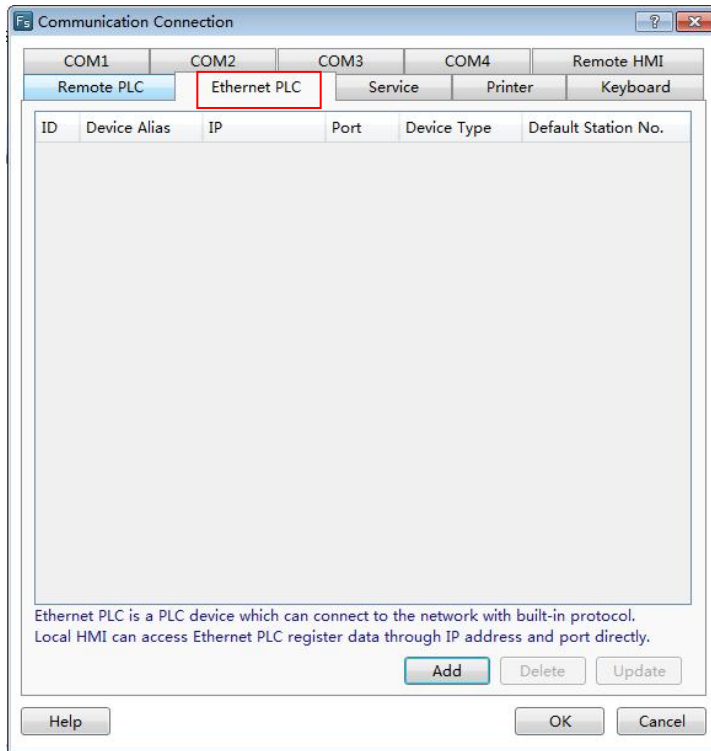 Fs Communication Connection ?
COM1 COM2 COM3 COM4 Remote HMI
Remote PLC Ethernet PLC Service Printer Keyboard
ID Device Alias IP Port Device Type Default Station No.
Ethernet PLC is a PLC device which can connect to the network with built-in protocol.
Local HMI can access Ethernet PLC register data through IP address and port directly.
Add Delete Update
Help OK Cancel